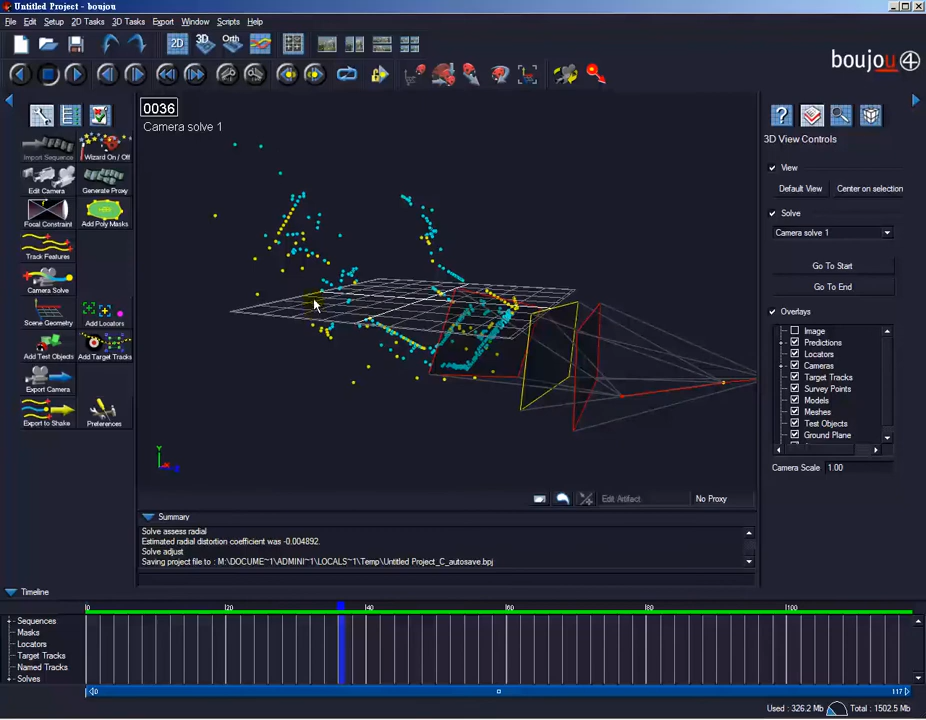 Untitled Project - boujou
File Edit Setup 2D Tasks 3D Tasks Export Window Scripts Help
2D 3D Orth
boujou 4
0036
Camera solve 1
Import Sequence Wizard On / Off
Edit Camera Generate Proxy
Focal Constraint Add Poly Masks
Track Features
Camera Solve
Scene Geometry Add Locators
Add Test Objects Add Target Tracks
Export Camera
Export to Shake Preferences
3D View Controls
View
Default View Center on selection
Solve
Camera solve 1
Go To Start
Go To End
Overlays
Image
Predictions
Locators
Cameras
Target Tracks
Survey Points
Models
Meshes
Test Objects
Ground Plane
Camera Scale 1.00
Y
Edit Artifact No Proxy
Summary
Solve assess radial
Estimated radial distortion coefficient was -0.004892.
Solve adjust
Saving project file to : M:\DOCUME~1\ADMINI~1\LOCALS~1\Temp\Untitled Project_C_autosave.bpj
Timeline
0 20 40 60 80 100
Sequences
Masks
Locators
Target Tracks
Named Tracks
Solves
0 117
Used : 326.2 Mb Total : 1502.5 Mb